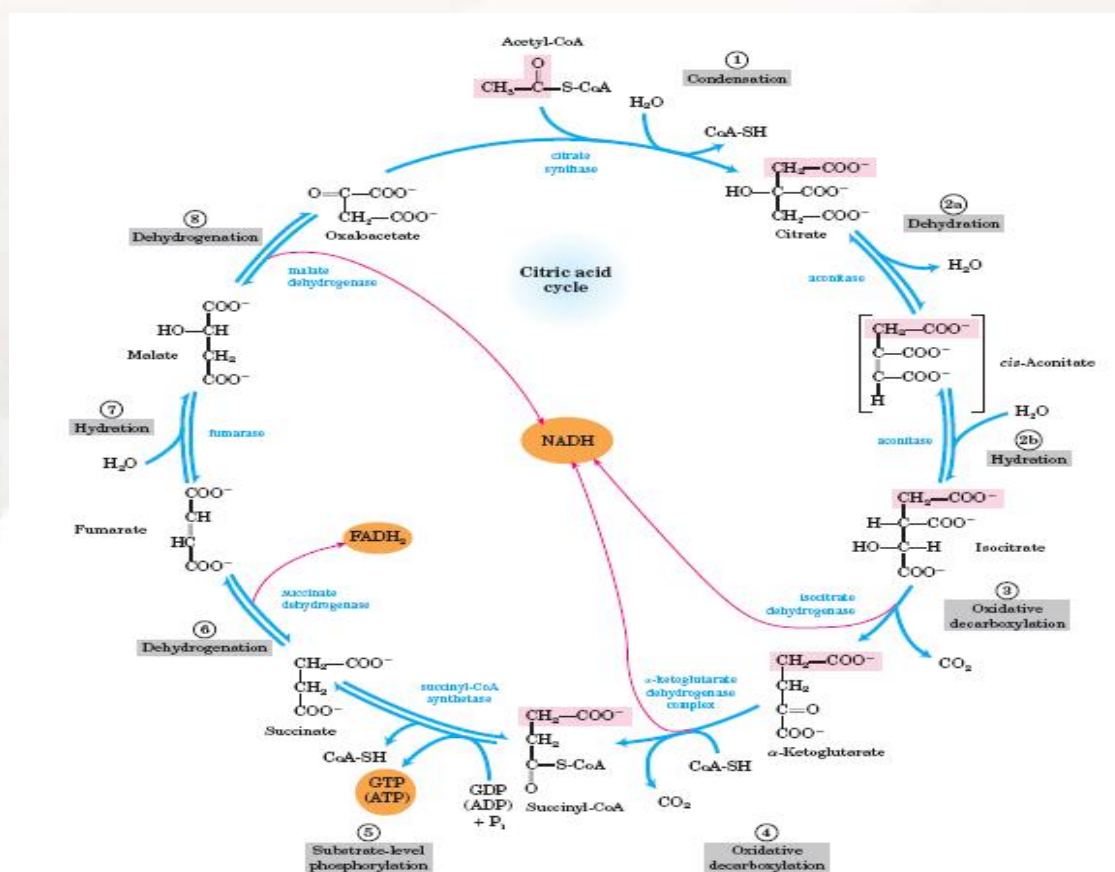 Acetyl-CoA
O
CH₃—C—S-CoA
①
Condensation
H₂O
CoA-SH
citrate
synthase
CH₂—COO⁻
HO—C—COO⁻
CH₂—COO⁻
Citrate
2a
Dehydration
H₂O
aconitase
CH₂—COO⁻
C—COO⁻
C—COO⁻
H
cis-Aconitate
H₂O
aconitase
2b
Hydration
CH₂—COO⁻
H—C—COO⁻
HO—C—H
COO⁻
Isocitrate
③
Oxidative
decarboxylation
isocitrate
dehydrogenase
CO₂
CH₂—COO⁻
CH₂
C=O
COO⁻
α-Ketoglutarate
α-ketoglutarate
dehydrogenase
complex
CoA-SH
CO₂
④
Oxidative
decarboxylation
CH₂—COO⁻
CH₂
C—S-CoA
O
Succinyl-CoA
succinyl-CoA
synthetase
GDP
(ADP)
+ Pᵢ
GTP
(ATP)
CoA-SH
⑤
Substrate-level
phosphorylation
CH₂—COO⁻
CH₂
COO⁻
Succinate
⑥
Dehydrogenation
succinate
dehydrogenase
FADH₂
COO⁻
CH
HC
COO⁻
Fumarate
⑦
Hydration
H₂O
fumarase
COO⁻
HO—CH
CH₂
COO⁻
Malate
⑧
Dehydrogenation
malate
dehydrogenase
O=C—COO⁻
CH₂—COO⁻
Oxaloacetate
Citric acid
cycle
NADH